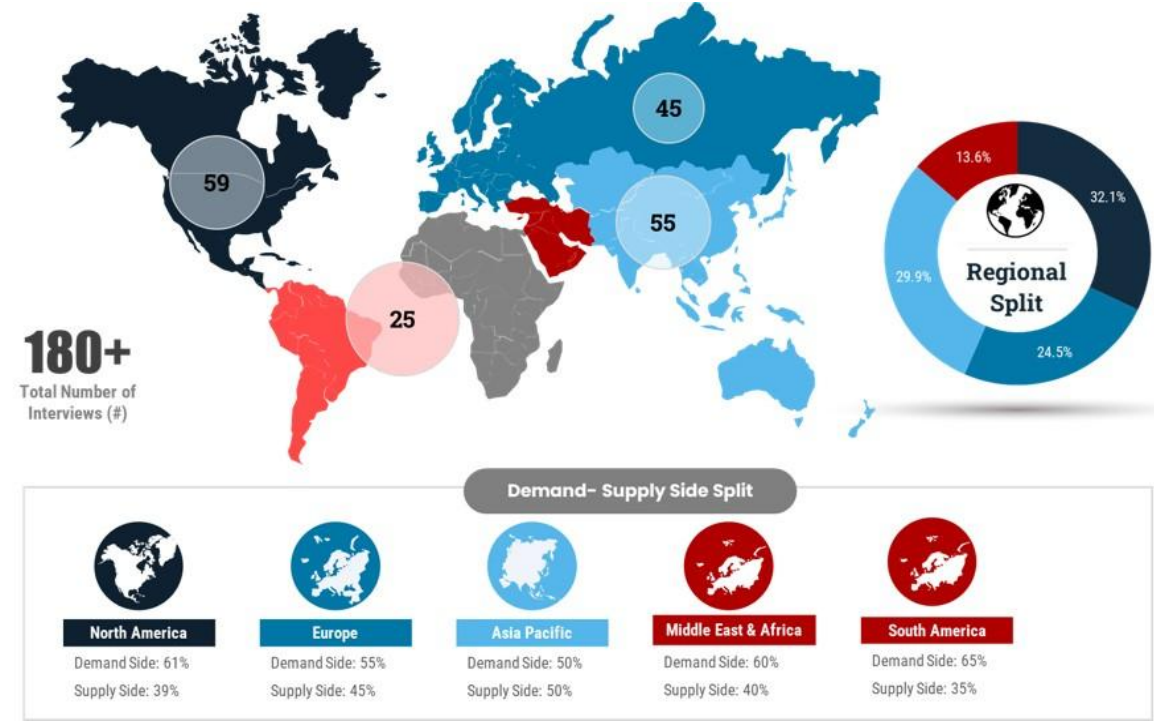 45
59
55
25
180+
Total Number of
Interviews (#)
13.6%
32.1%
29.9%
24.5%
Regional
Split
Demand- Supply Side Split
North America
Demand Side: 61%
Supply Side: 39%
Europe
Demand Side: 55%
Supply Side: 45%
Asia Pacific
Demand Side: 50%
Supply Side: 50%
Middle East & Africa
Demand Side: 60%
Supply Side: 40%
South America
Demand Side: 65%
Supply Side: 35%